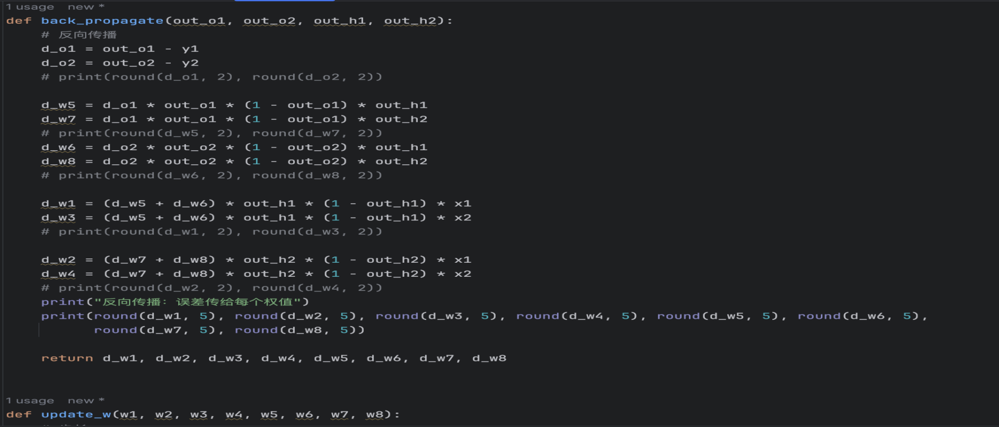 1 usage   new *
def back_propagate(out_o1, out_o2, out_h1, out_h2):
    # 反向传播
    d_o1 = out_o1 - y1
    d_o2 = out_o2 - y2
    # print(round(d_o1, 2), round(d_o2, 2))

    d_w5 = d_o1 * out_o1 * (1 - out_o1) * out_h1
    d_w7 = d_o1 * out_o1 * (1 - out_o1) * out_h2
    # print(round(d_w5, 2), round(d_w7, 2))
    d_w6 = d_o2 * out_o2 * (1 - out_o2) * out_h1
    d_w8 = d_o2 * out_o2 * (1 - out_o2) * out_h2
    # print(round(d_w6, 2), round(d_w8, 2))

    d_w1 = (d_w5 + d_w6) * out_h1 * (1 - out_h1) * x1
    d_w3 = (d_w5 + d_w6) * out_h1 * (1 - out_h1) * x2
    # print(round(d_w1, 2), round(d_w3, 2))

    d_w2 = (d_w7 + d_w8) * out_h2 * (1 - out_h2) * x1
    d_w4 = (d_w7 + d_w8) * out_h2 * (1 - out_h2) * x2
    # print(round(d_w2, 2), round(d_w4, 2))
    print("反向传播：误差传给每个权值")
    print(round(d_w1, 5), round(d_w2, 5), round(d_w3, 5), round(d_w4, 5), round(d_w5, 5), round(d_w6, 5),
          round(d_w7, 5), round(d_w8, 5))

    return d_w1, d_w2, d_w3, d_w4, d_w5, d_w6, d_w7, d_w8

1 usage   new *
def update_w(w1, w2, w3, w4, w5, w6, w7, w8):